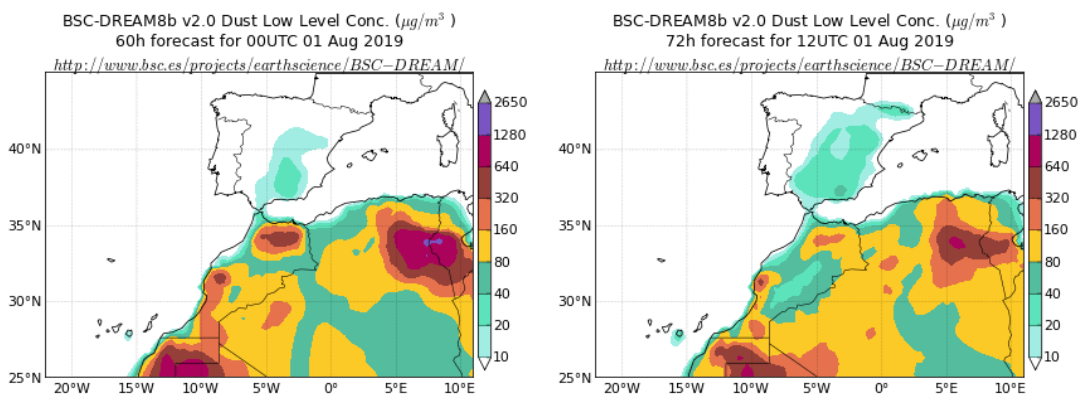 BSC-DREAM8b v2.0 Dust Low Level Conc. (μg/m³ )
60h forecast for 00UTC 01 Aug 2019
http://www.bsc.es/projects/earthscience/BSC−DREAM/
2650
1280
640
320
160
80
40
20
10
40°N
35°N
30°N
25°N
20°W 15°W 10°W 5°W 0° 5°E 10°E
BSC-DREAM8b v2.0 Dust Low Level Conc. (μg/m³ )
72h forecast for 12UTC 01 Aug 2019
http://www.bsc.es/projects/earthscience/BSC−DREAM/
2650
1280
640
320
160
80
40
20
10
40°N
35°N
30°N
25°N
20°W 15°W 10°W 5°W 0° 5°E 10°E